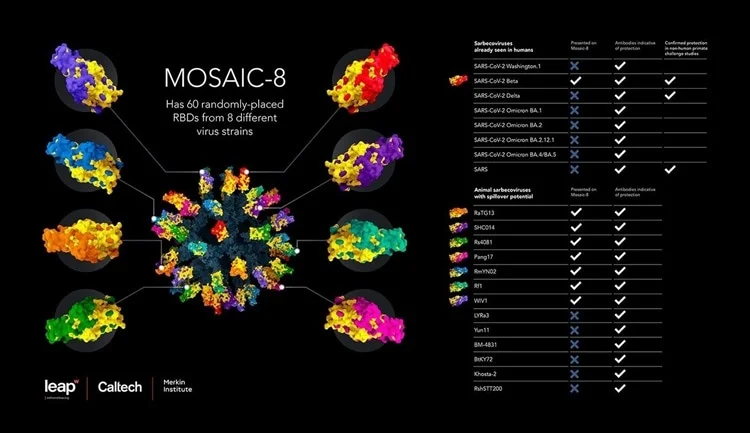 MOSAIC-8
Has 60 randomly-placed
RBDs from 8 different
virus strains
leap
Caltech
Merkin
Institute
Sarbecoviruses
already seen in humans
Presented on
Mosaic-8
Antibodies indicative
of protection
Confirmed protection
in non-human primate
challenge studies
SARS-CoV-2 Washington.1
SARS-CoV-2 Beta
SARS-CoV-2 Delta
SARS-CoV-2 Omicron BA.1
SARS-CoV-2 Omicron BA.2
SARS-CoV-2 Omicron BA.2.12.1
SARS-CoV-2 Omicron BA.4/BA.5
SARS
Animal sarbecoviruses
with spillover potential
Presented on
Mosaic-8
Antibodies indicative
of protection
RaTG13
SHC014
Rs4081
Pang17
RmYN02
Rf1
WIV1
LYRa3
Yun11
BM-4831
BtKY72
Khosta-2
RshSTT200